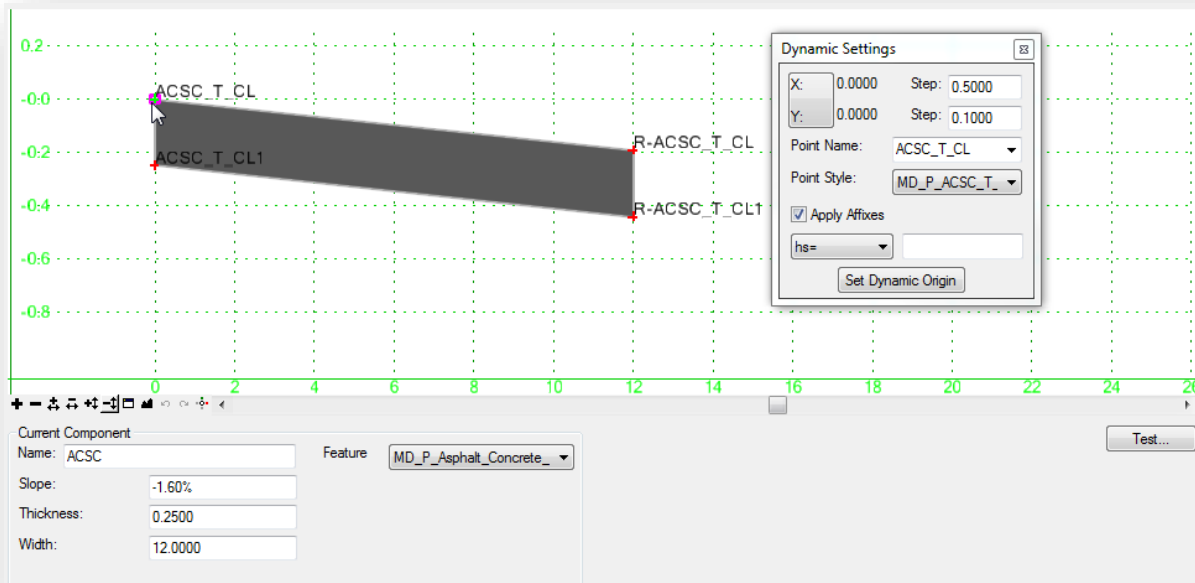 0.2
-0.0
-0.2
-0.4
-0.6
-0.8
ACSC_T_CL
ACSC_T_CL1
R-ACSC_T_CL
R-ACSC_T_CL1
0 2 4 6 8 10 12 14 16 18 20 22 24 26
Dynamic Settings
X: 0.0000 Step: 0.5000
Y: 0.0000 Step: 0.1000
Point Name: ACSC_T_CL
Point Style: MD_P_ACSC_T_
Apply Affixes
hs=
Set Dynamic Origin
Current Component
Name: ACSC Feature MD_P_Asphalt_Concrete_
Slope: -1.60%
Thickness: 0.2500
Width: 12.0000
Test...